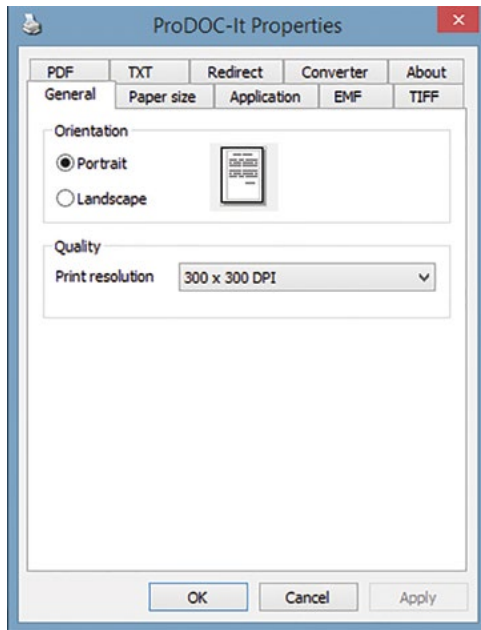 ProDOC-It Properties
PDF TXT Redirect Converter About
General Paper size Application EMF TIFF
Orientation
Portrait
Landscape
Quality
Print resolution 300 x 300 DPI
OK Cancel Apply